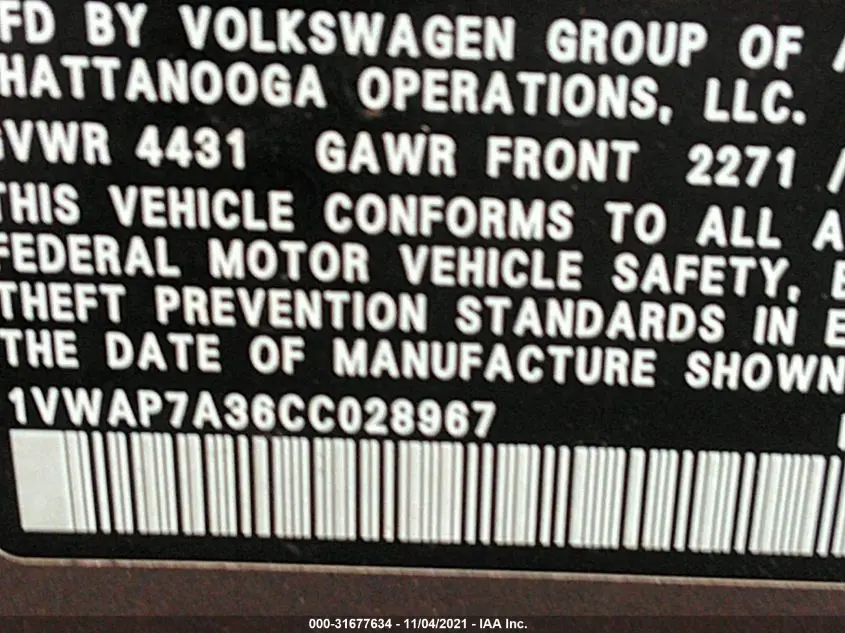 FD BY VOLKSWAGEN GROUP OF
HATTANOOGA OPERATIONS, LLC.
GVWR 4431 GAWR FRONT 2271 /
THIS VEHICLE CONFORMS TO ALL A
FEDERAL MOTOR VEHICLE SAFETY, B
THEFT PREVENTION STANDARDS IN E
THE DATE OF MANUFACTURE SHOWN
1VWAP7A36CC028967
000-31677634 - 11/04/2021 - IAA Inc.